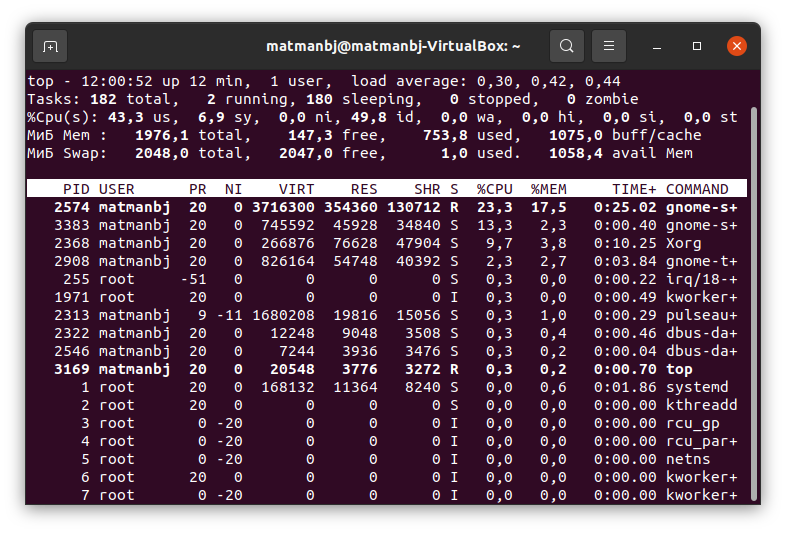 matmanbj@matmanbj-VirtualBox: ~
top - 12:00:52 up 12 min,  1 user,  load average: 0,30, 0,42, 0,44
Tasks: 182 total,   2 running, 180 sleeping,   0 stopped,   0 zombie
%Cpu(s): 43,3 us,  6,9 sy,  0,0 ni, 49,8 id,  0,0 wa,  0,0 hi,  0,0 si,  0,0 st
МиБ Mem :   1976,1 total,    147,3 free,    753,8 used,   1075,0 buff/cache
МиБ Swap:   2048,0 total,   2047,0 free,      1,0 used.   1058,4 avail Mem
PID USER      PR  NI    VIRT    RES    SHR S  %CPU  %MEM     TIME+ COMMAND
2574 matmanbj  20   0 3716300 354360 130712 R  23,3  17,5   0:25.02 gnome-s+
3383 matmanbj  20   0  745592  45928  34840 S  13,3   2,3   0:00.40 gnome-s+
2368 matmanbj  20   0  266876  76628  47904 S   9,7   3,8   0:10.25 Xorg
2908 matmanbj  20   0  826164  54748  40392 S   2,3   2,7   0:03.84 gnome-t+
255 root     -51   0       0      0      0 S   0,3   0,0   0:00.22 irq/18-+
1971 root      20   0       0      0      0 I   0,3   0,0   0:00.49 kworker+
2313 matmanbj   9 -11 1680208  19816  15056 S   0,3   1,0   0:00.29 pulseau+
2322 matmanbj  20   0   12248   9048   3508 S   0,3   0,4   0:00.46 dbus-da+
2546 matmanbj  20   0    7244   3936   3476 S   0,3   0,2   0:00.04 dbus-da+
3169 matmanbj  20   0   20548   3776   3272 R   0,3   0,2   0:00.70 top
1 root      20   0  168132  11364   8240 S   0,0   0,6   0:01.86 systemd
2 root      20   0       0      0      0 S   0,0   0,0   0:00.00 kthreadd
3 root       0 -20       0      0      0 I   0,0   0,0   0:00.00 rcu_gp
4 root       0 -20       0      0      0 I   0,0   0,0   0:00.00 rcu_par+
5 root       0 -20       0      0      0 I   0,0   0,0   0:00.00 netns
6 root      20   0       0      0      0 I   0,0   0,0   0:00.00 kworker+
7 root       0 -20       0      0      0 I   0,0   0,0   0:00.00 kworker+